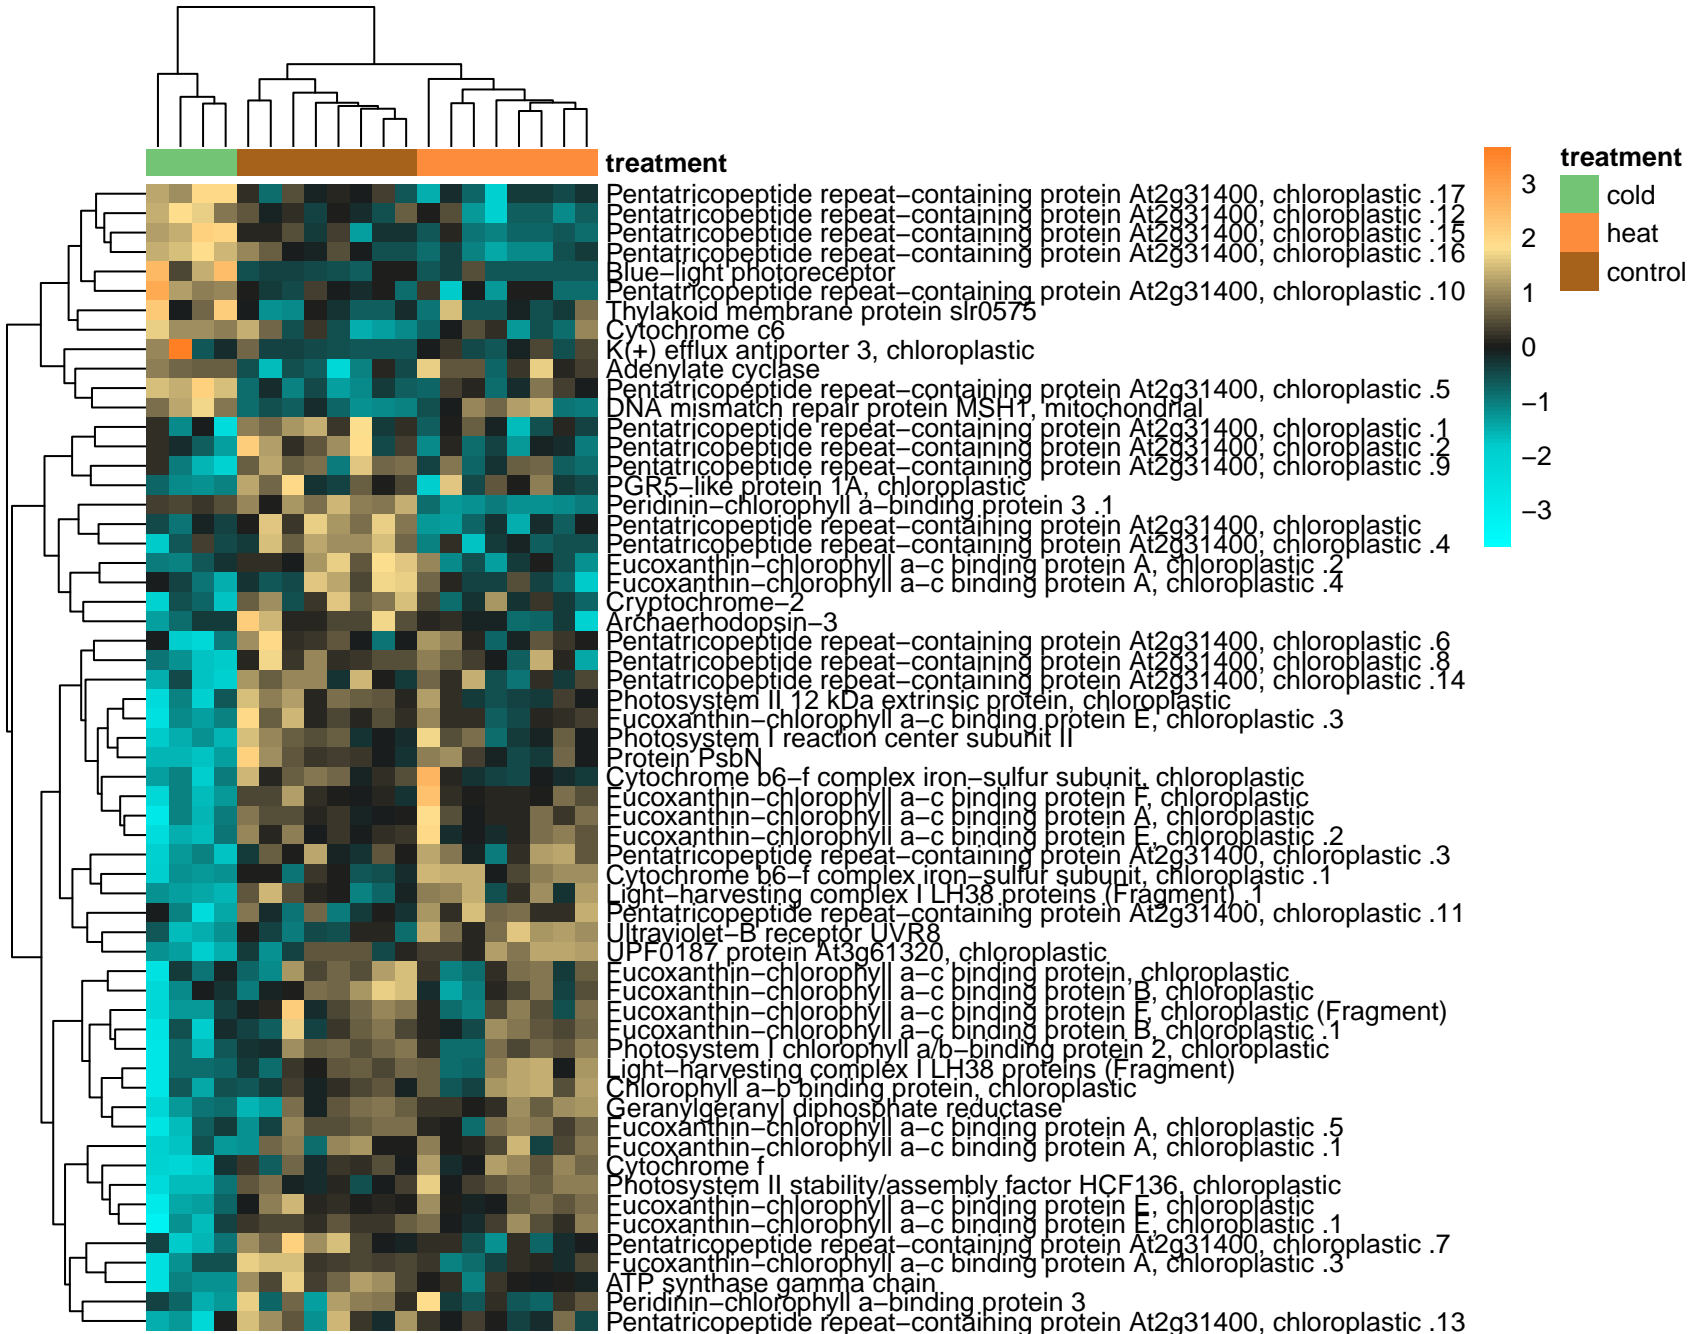 treatment
Pentatricopeptide repeat−containing protein At2g31400, chloroplastic .17
Pentatricopeptide repeat−containing protein At2g31400, chloroplastic .12
Pentatricopeptide repeat−containing protein At2g31400, chloroplastic .15
Pentatricopeptide repeat−containing protein At2g31400, chloroplastic .16
Blue−light photoreceptor
Pentatricopeptide repeat−containing protein At2g31400, chloroplastic .10
Thylakoid membrane protein slr0575
Cytochrome c6
K(+) efflux antiporter 3, chloroplastic
Adenylate cyclase
Pentatricopeptide repeat−containing protein At2g31400, chloroplastic .5
DNA mismatch repair protein MSH1, mitochondrial
Pentatricopeptide repeat−containing protein At2g31400, chloroplastic .1
Pentatricopeptide repeat−containing protein At2g31400, chloroplastic .2
Pentatricopeptide repeat−containing protein At2g31400, chloroplastic .9
PGR5−like protein 1A, chloroplastic
Peridinin−chlorophyll a−binding protein 3 .1
Pentatricopeptide repeat−containing protein At2g31400, chloroplastic
Pentatricopeptide repeat−containing protein At2g31400, chloroplastic .4
Fucoxanthin−chlorophyll a−c binding protein A, chloroplastic .2
Fucoxanthin−chlorophyll a−c binding protein A, chloroplastic .4
Cryptochrome−2
Archaerhodopsin−3
Pentatricopeptide repeat−containing protein At2g31400, chloroplastic .6
Pentatricopeptide repeat−containing protein At2g31400, chloroplastic .8
Pentatricopeptide repeat−containing protein At2g31400, chloroplastic .14
Photosystem II 12 kDa extrinsic protein, chloroplastic
Fucoxanthin−chlorophyll a−c binding protein E, chloroplastic .3
Photosystem I reaction center subunit II
Protein PsbN
Cytochrome b6−f complex iron−sulfur subunit, chloroplastic
Fucoxanthin−chlorophyll a−c binding protein F, chloroplastic
Fucoxanthin−chlorophyll a−c binding protein A, chloroplastic
Fucoxanthin−chlorophyll a−c binding protein E, chloroplastic .2
Pentatricopeptide repeat−containing protein At2g31400, chloroplastic .3
Cytochrome b6−f complex iron−sulfur subunit, chloroplastic .1
Light−harvesting complex I LH38 proteins (Fragment) .1
Pentatricopeptide repeat−containing protein At2g31400, chloroplastic .11
Ultraviolet−B receptor UVR8
UPF0187 protein At3g61320, chloroplastic
Fucoxanthin−chlorophyll a−c binding protein, chloroplastic
Fucoxanthin−chlorophyll a−c binding protein B, chloroplastic
Fucoxanthin−chlorophyll a−c binding protein F, chloroplastic (Fragment)
Fucoxanthin−chlorophyll a−c binding protein B, chloroplastic .1
Photosystem I chlorophyll a/b−binding protein 2, chloroplastic
Light−harvesting complex I LH38 proteins (Fragment)
Chlorophyll a−b binding protein, chloroplastic
Geranylgeranyl diphosphate reductase
Fucoxanthin−chlorophyll a−c binding protein A, chloroplastic .5
Fucoxanthin−chlorophyll a−c binding protein A, chloroplastic .1
Cytochrome f
Photosystem II stability/assembly factor HCF136, chloroplastic
Fucoxanthin−chlorophyll a−c binding protein E, chloroplastic
Fucoxanthin−chlorophyll a−c binding protein E, chloroplastic .1
Pentatricopeptide repeat−containing protein At2g31400, chloroplastic .7
Fucoxanthin−chlorophyll a−c binding protein A, chloroplastic .3
ATP synthase gamma chain
Peridinin−chlorophyll a−binding protein 3
Pentatricopeptide repeat−containing protein At2g31400, chloroplastic .13
3
2
1
0
−1
−2
−3
treatment
cold
heat
control